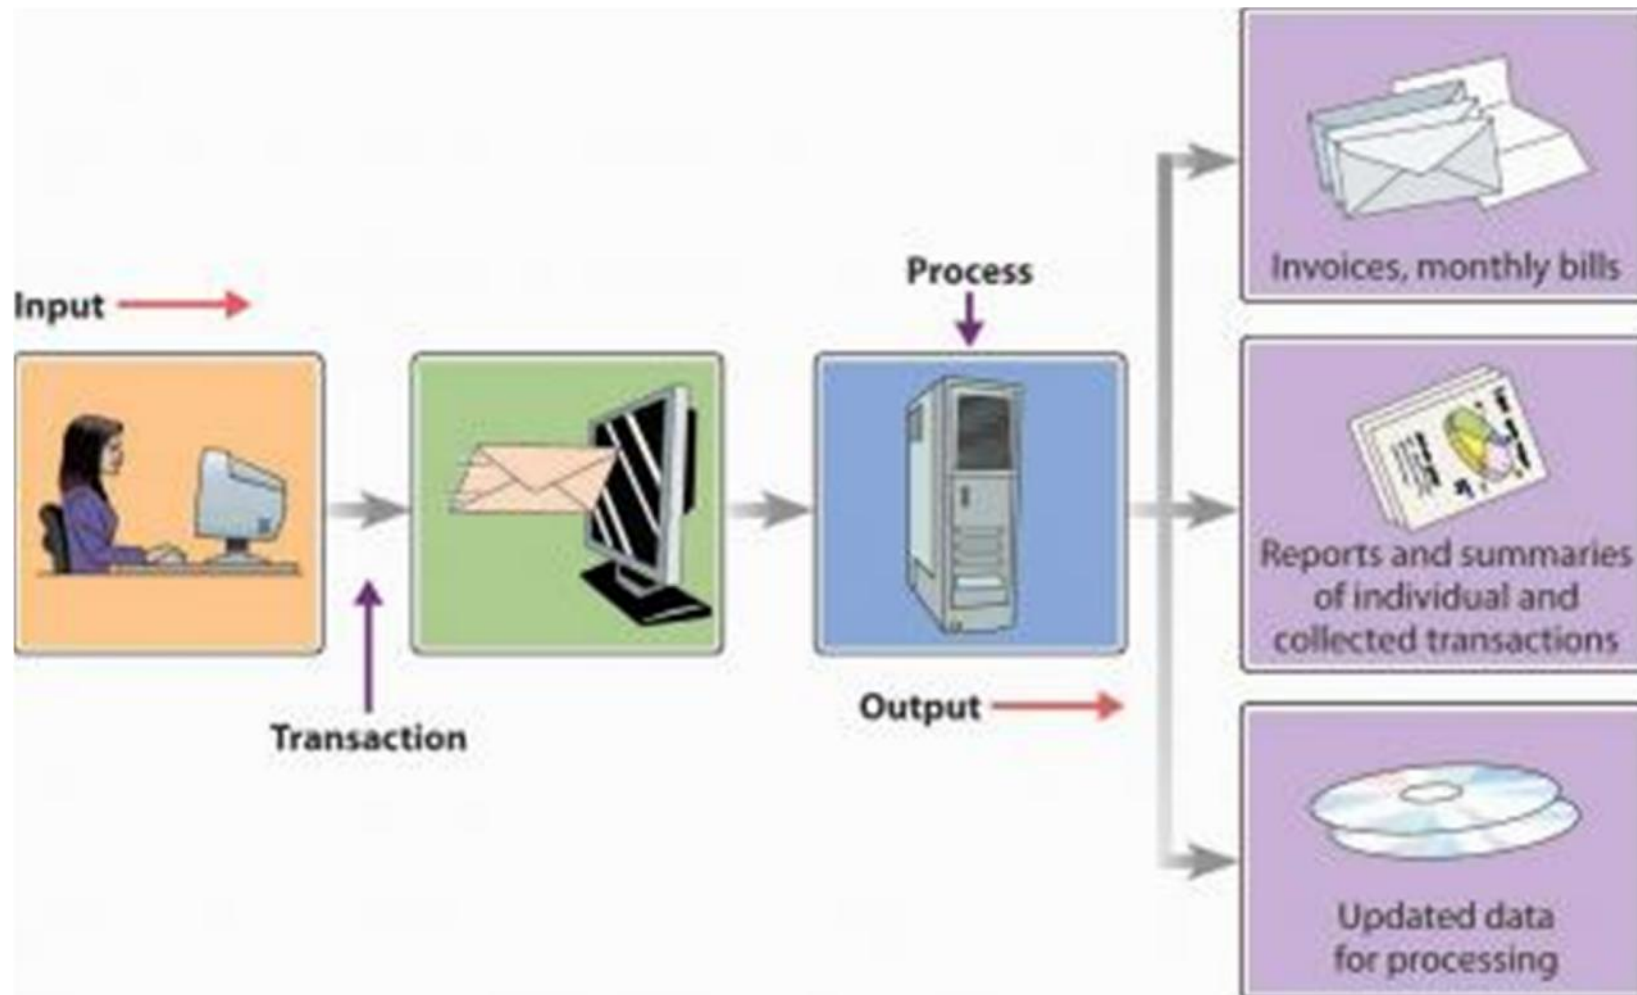 Input
Transaction
Process
Output
Invoices, monthly bills
Reports and summaries
of individual and
collected transactions
Updated data
for processing